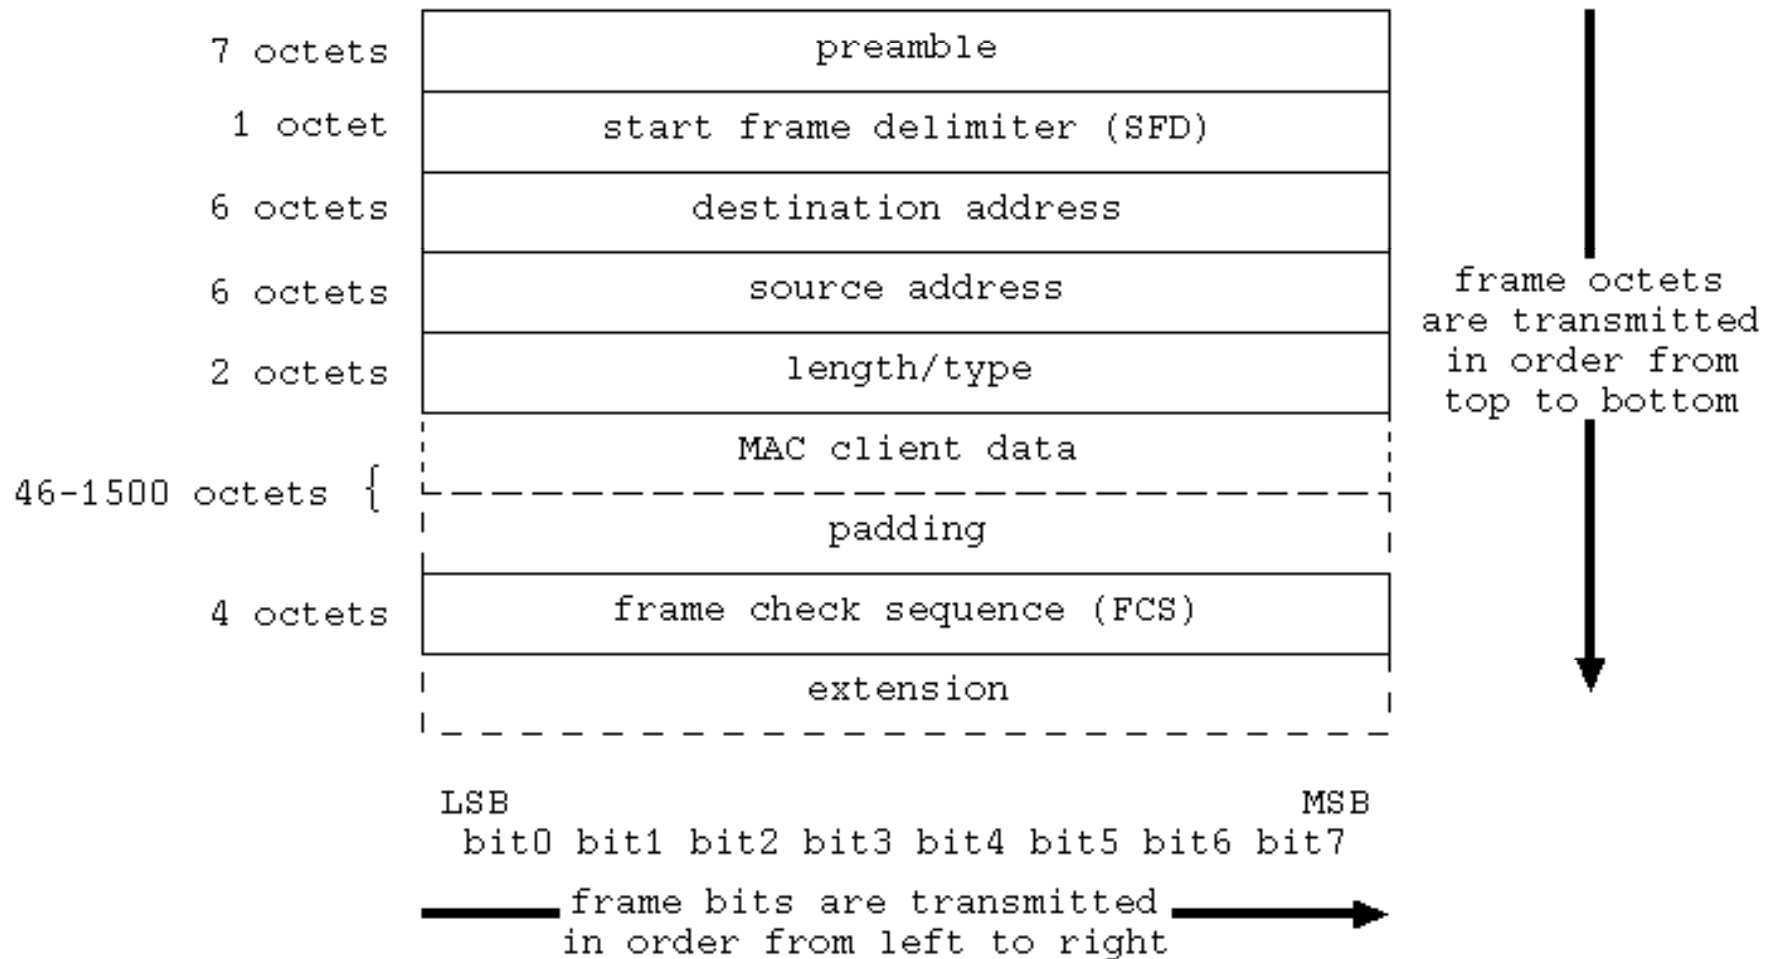 7 octets preamble
1 octet start frame delimiter (SFD)
6 octets destination address
6 octets source address
2 octets length/type
MAC client data
46-1500 octets {
padding
4 octets frame check sequence (FCS)
extension
frame octets
are transmitted
in order from
top to bottom
LSB MSB
bit0 bit1 bit2 bit3 bit4 bit5 bit6 bit7
frame bits are transmitted
in order from left to right